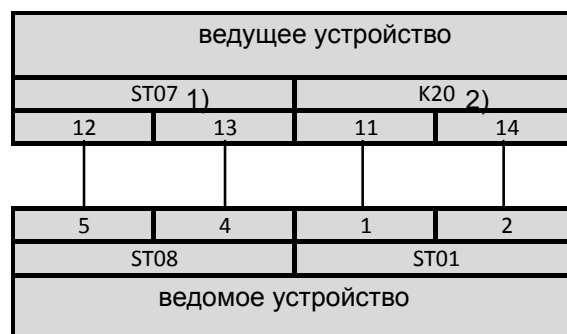 ведущее устройство
ST07 1) K20 2)
12 13 11 14
5 4 1 2
ST08 ST01
ведомое устройство